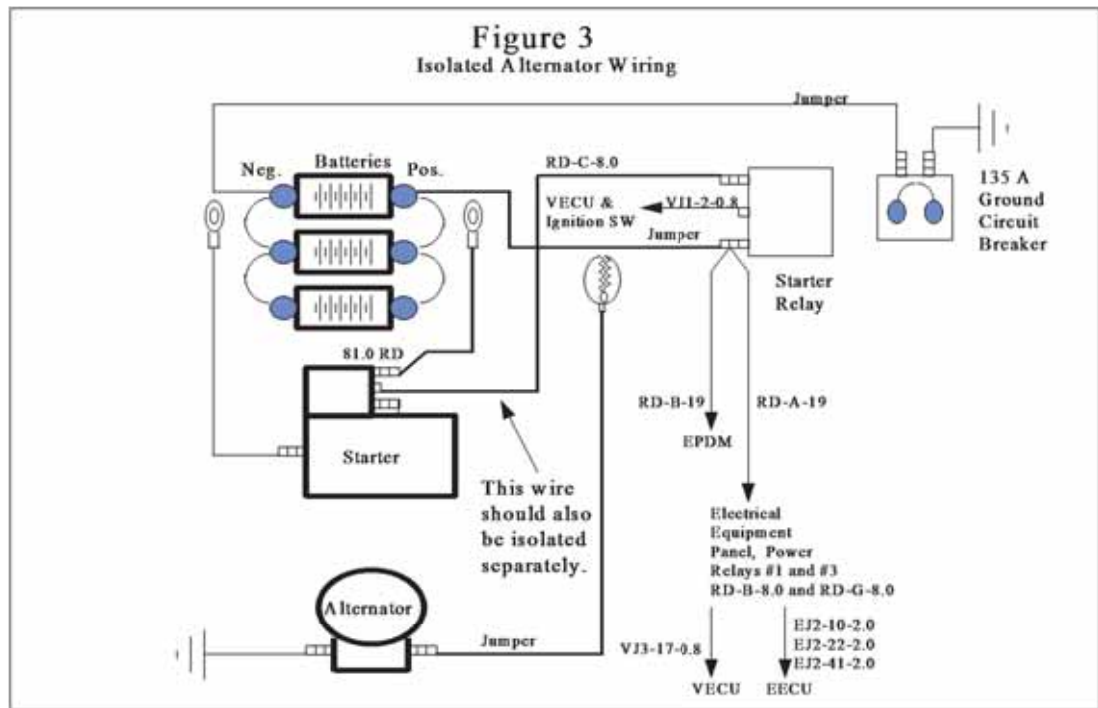 Figure 3
Isolated Alternator Wiring
Jumper
Neg.
Batteries
Pos.
RD-C-8.0
VECU &
Ignition SW
VJ1-2-0.8
Jumper
Starter
Relay
135 A
Ground
Circuit
Breaker
81.0 RD
Starter
This wire
should also
be isolated
separately.
RD-B-19
RD-A-19
EPDM
Electrical
Equipment
Panel, Power
Relays #1 and #3
RD-B-8.0 and RD-G-8.0
Alternator
Jumper
VJ3-17-0.8
EJ2-10-2.0
EJ2-22-2.0
EJ2-41-2.0
VECU
EECU